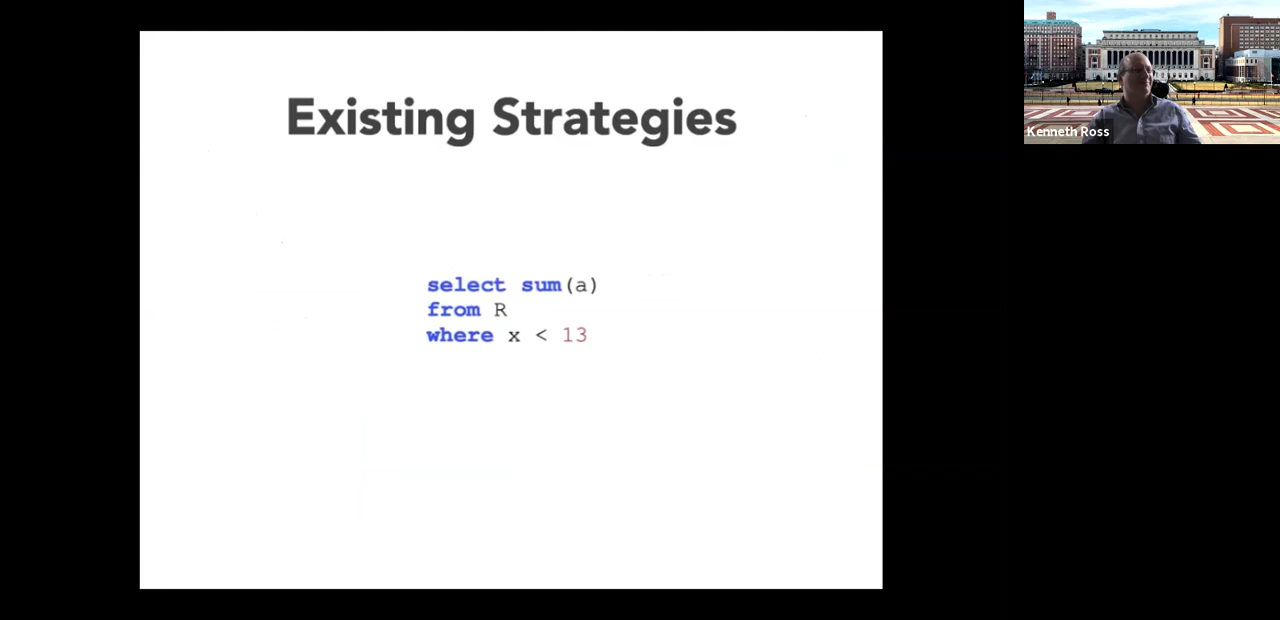 Existing Strategies
select sum(a)
from R
where x < 13
Kenneth Ross